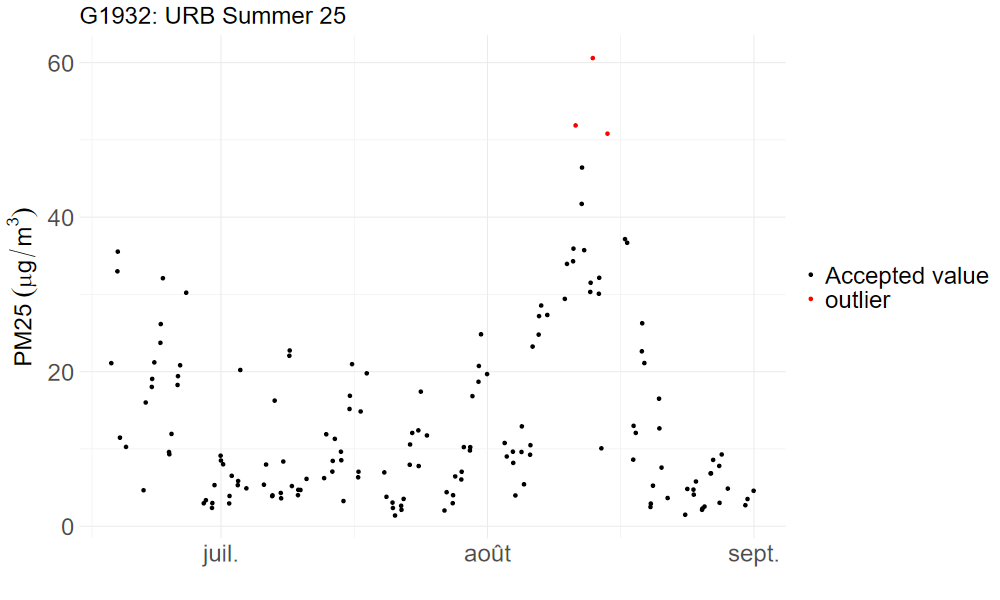 G1932: URB Summer 25
PM25 (μg/m³)
60
40
20
0
juil.
août
sept.
Accepted value
outlier